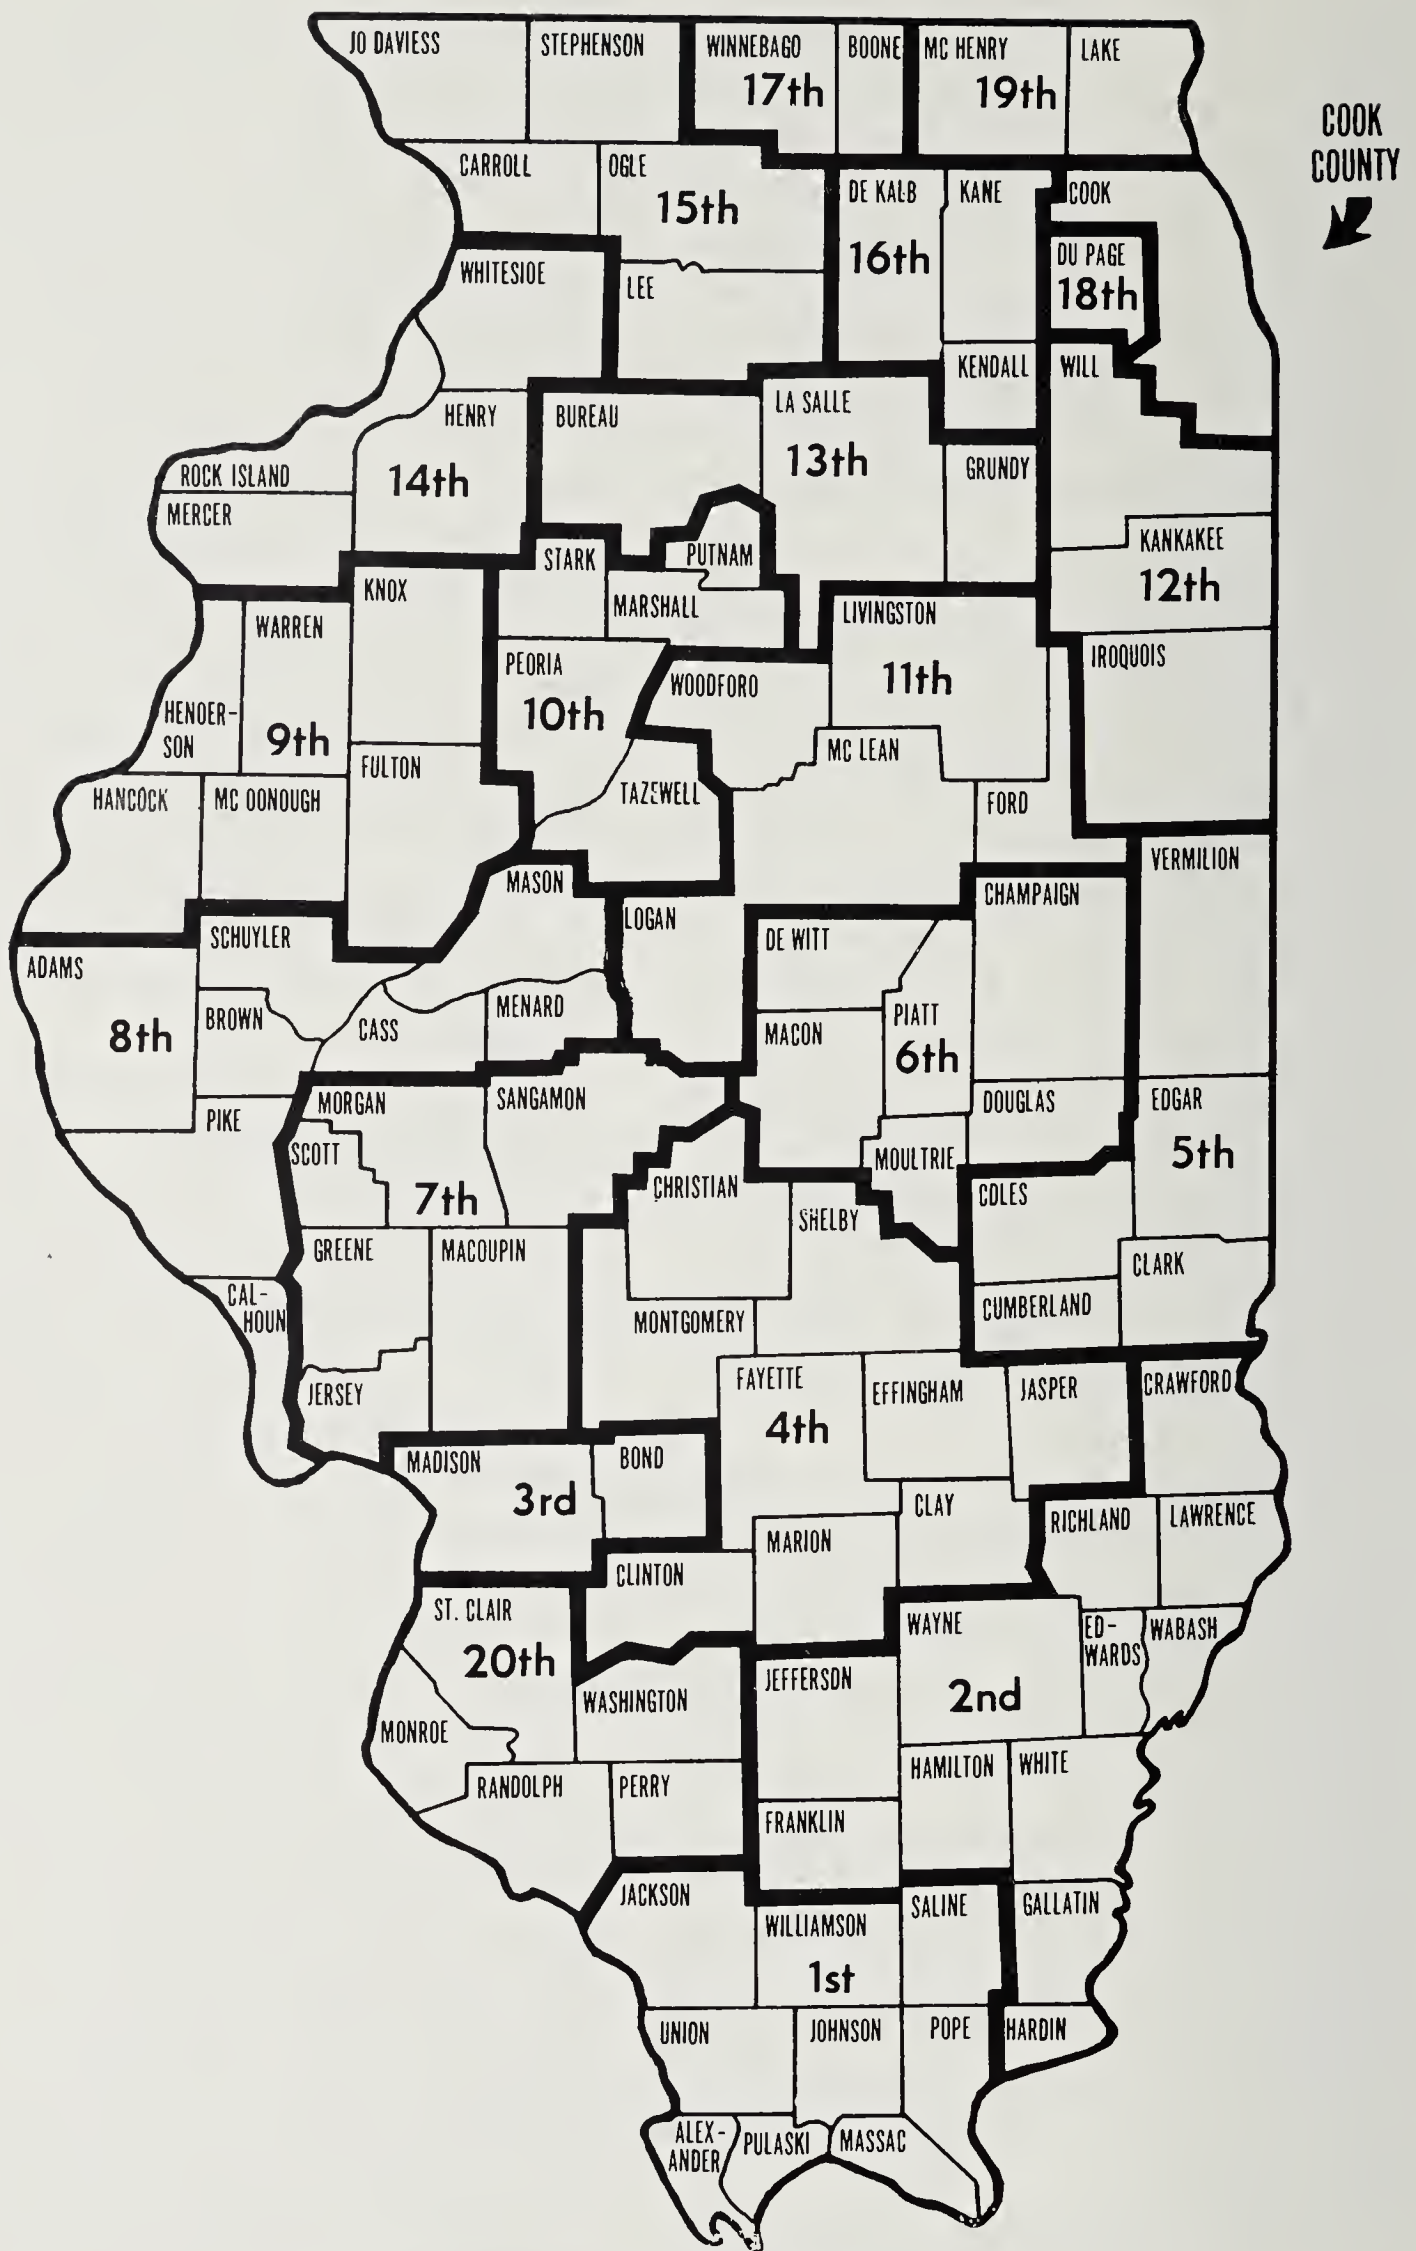 JO DAVIESS
STEPHENSON
WINNEBAGO
17th
BOONE
MC HENRY
19th
LAKE
COOK
COUNTY
CARROLL
OGLE
15th
DE KALB
16th
KANE
COOK
DU PAGE
18th
WHITESIOE
LEE
KENDALL
WILL
HENRY
14th
BUREAU
LA SALLE
13th
GRUNDY
ROCK ISLAND
MERCER
STARK
PUTNAM
KANKAKEE
12th
KNOX
MARSHALL
LIVINGSTON
11th
WARREN
9th
PEORIA
10th
WOODFORO
IROQUOIS
HENOER-
SON
FULTON
TAZEWELL
MC LEAN
FORD
HANCOCK
MC OONOUGH
MASON
LOGAN
CHAMPAIGN
VERMILION
SCHUYLER
DE WITT
ADAMS
8th
BROWN
CASS
MENARD
MACON
PIATT
6th
PIKE
MORGAN
SANGAMON
DOUGLAS
EDGAR
5th
SCOTT
7th
CHRISTIAN
MOULTRIE
COLES
SHELBY
GREENE
MACOUPIN
CLARK
CAL-
HOUN
MONTGOMERY
CUMBERLAND
JERSEY
FAYETTE
4th
EFFINGHAM
JASPER
CRAWFORD
MADISON
3rd
BOND
CLAY
RICHLAND
LAWRENCE
MARION
CLINTON
ST. CLAIR
20th
WAYNE
2nd
ED-
WARDS
WABASH
WASHINGTON
JEFFERSON
MONROE
RANDOLPH
PERRY
HAMILTON
WHITE
FRANKLIN
JACKSON
WILLIAMSON
1st
SALINE
GALLATIN
UNION
JOHNSON
POPE
HARDIN
ALEX-
ANDER
PULASKI
MASSAC